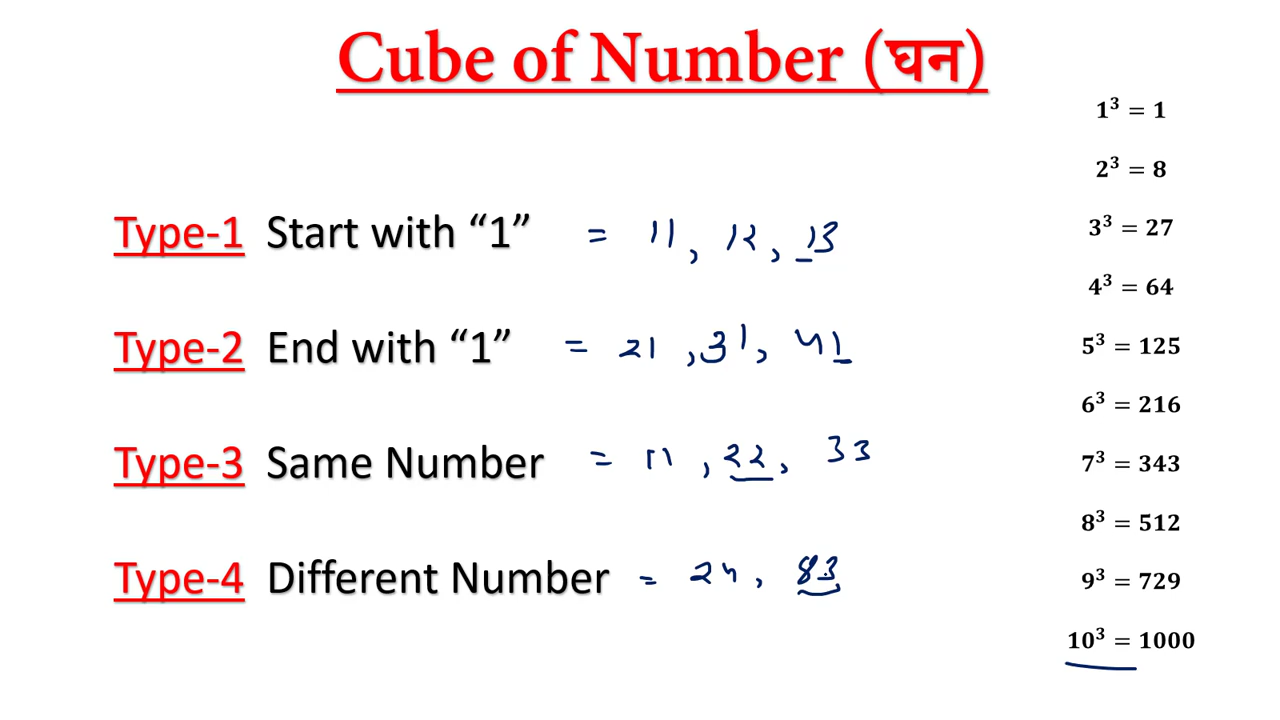 Cube of Number (घन)
Type-1 Start with “1” = 11, 12, 13
Type-2 End with “1” = 21, 31, 41
Type-3 Same Number = 11, 22, 33
Type-4 Different Number = 24, 83
1³ = 1
2³ = 8
3³ = 27
4³ = 64
5³ = 125
6³ = 216
7³ = 343
8³ = 512
9³ = 729
10³ = 1000